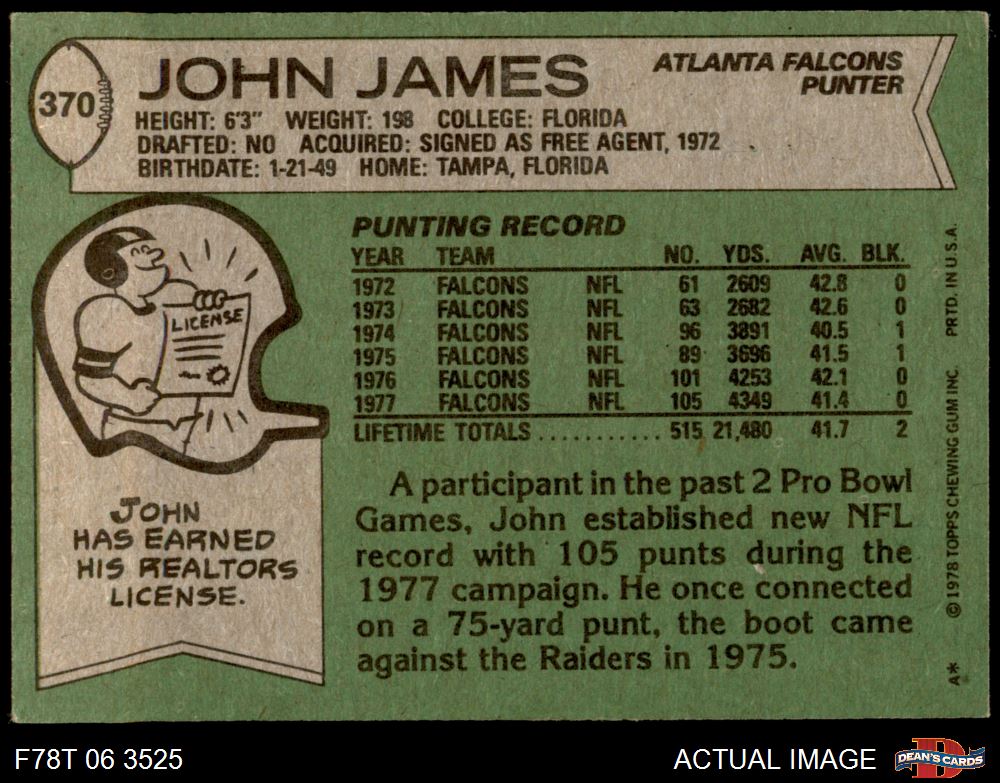 370
JOHN JAMES
ATLANTA FALCONS
PUNTER
HEIGHT: 6'3" WEIGHT: 198 COLLEGE: FLORIDA
DRAFTED: NO ACQUIRED: SIGNED AS FREE AGENT, 1972
BIRTHDATE: 1-21-49 HOME: TAMPA, FLORIDA
LICENSE
JOHN
HAS EARNED
HIS REALTORS
LICENSE.
PUNTING RECORD
YEAR TEAM NO. YDS. AVG. BLK.
1972 FALCONS NFL 61 2609 42.8 0
1973 FALCONS NFL 63 2682 42.6 0
1974 FALCONS NFL 96 3891 40.5 1
1975 FALCONS NFL 89 3696 41.5 1
1976 FALCONS NFL 101 4253 42.1 0
1977 FALCONS NFL 105 4349 41.4 0
LIFETIME TOTALS ............ 515 21,480 41.7 2
A participant in the past 2 Pro Bowl
Games, John established new NFL
record with 105 punts during the
1977 campaign. He once connected
on a 75-yard punt, the boot came
against the Raiders in 1975.
A* © 1978 TOPPS CHEWING GUM INC. PRTD. IN U.S.A.
F78T 06 3525
ACTUAL IMAGE
D
DEAN'S CARDS